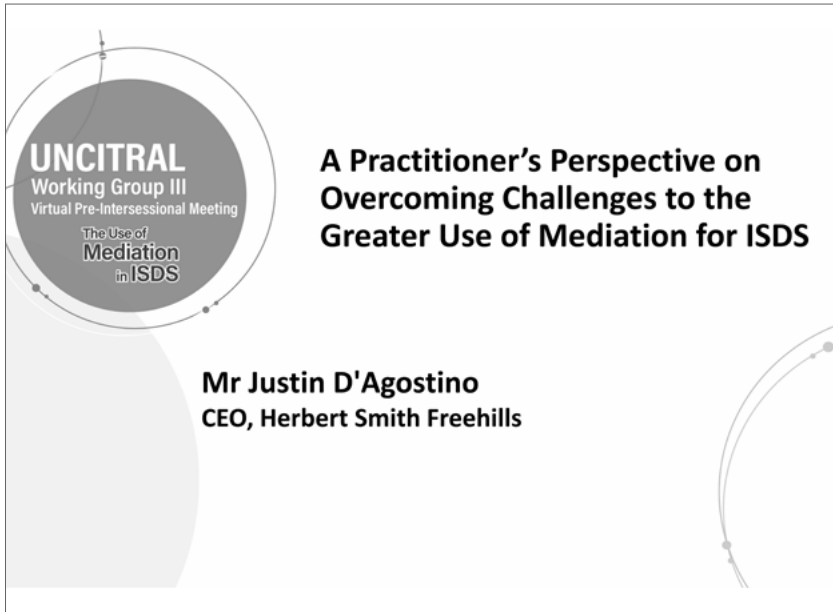 UNCITRAL
Working Group III
Virtual Pre-Intersessional Meeting
The Use of
Mediation
in ISDS
A Practitioner's Perspective on
Overcoming Challenges to the
Greater Use of Mediation for ISDS
Mr Justin D'Agostino
CEO, Herbert Smith Freehills